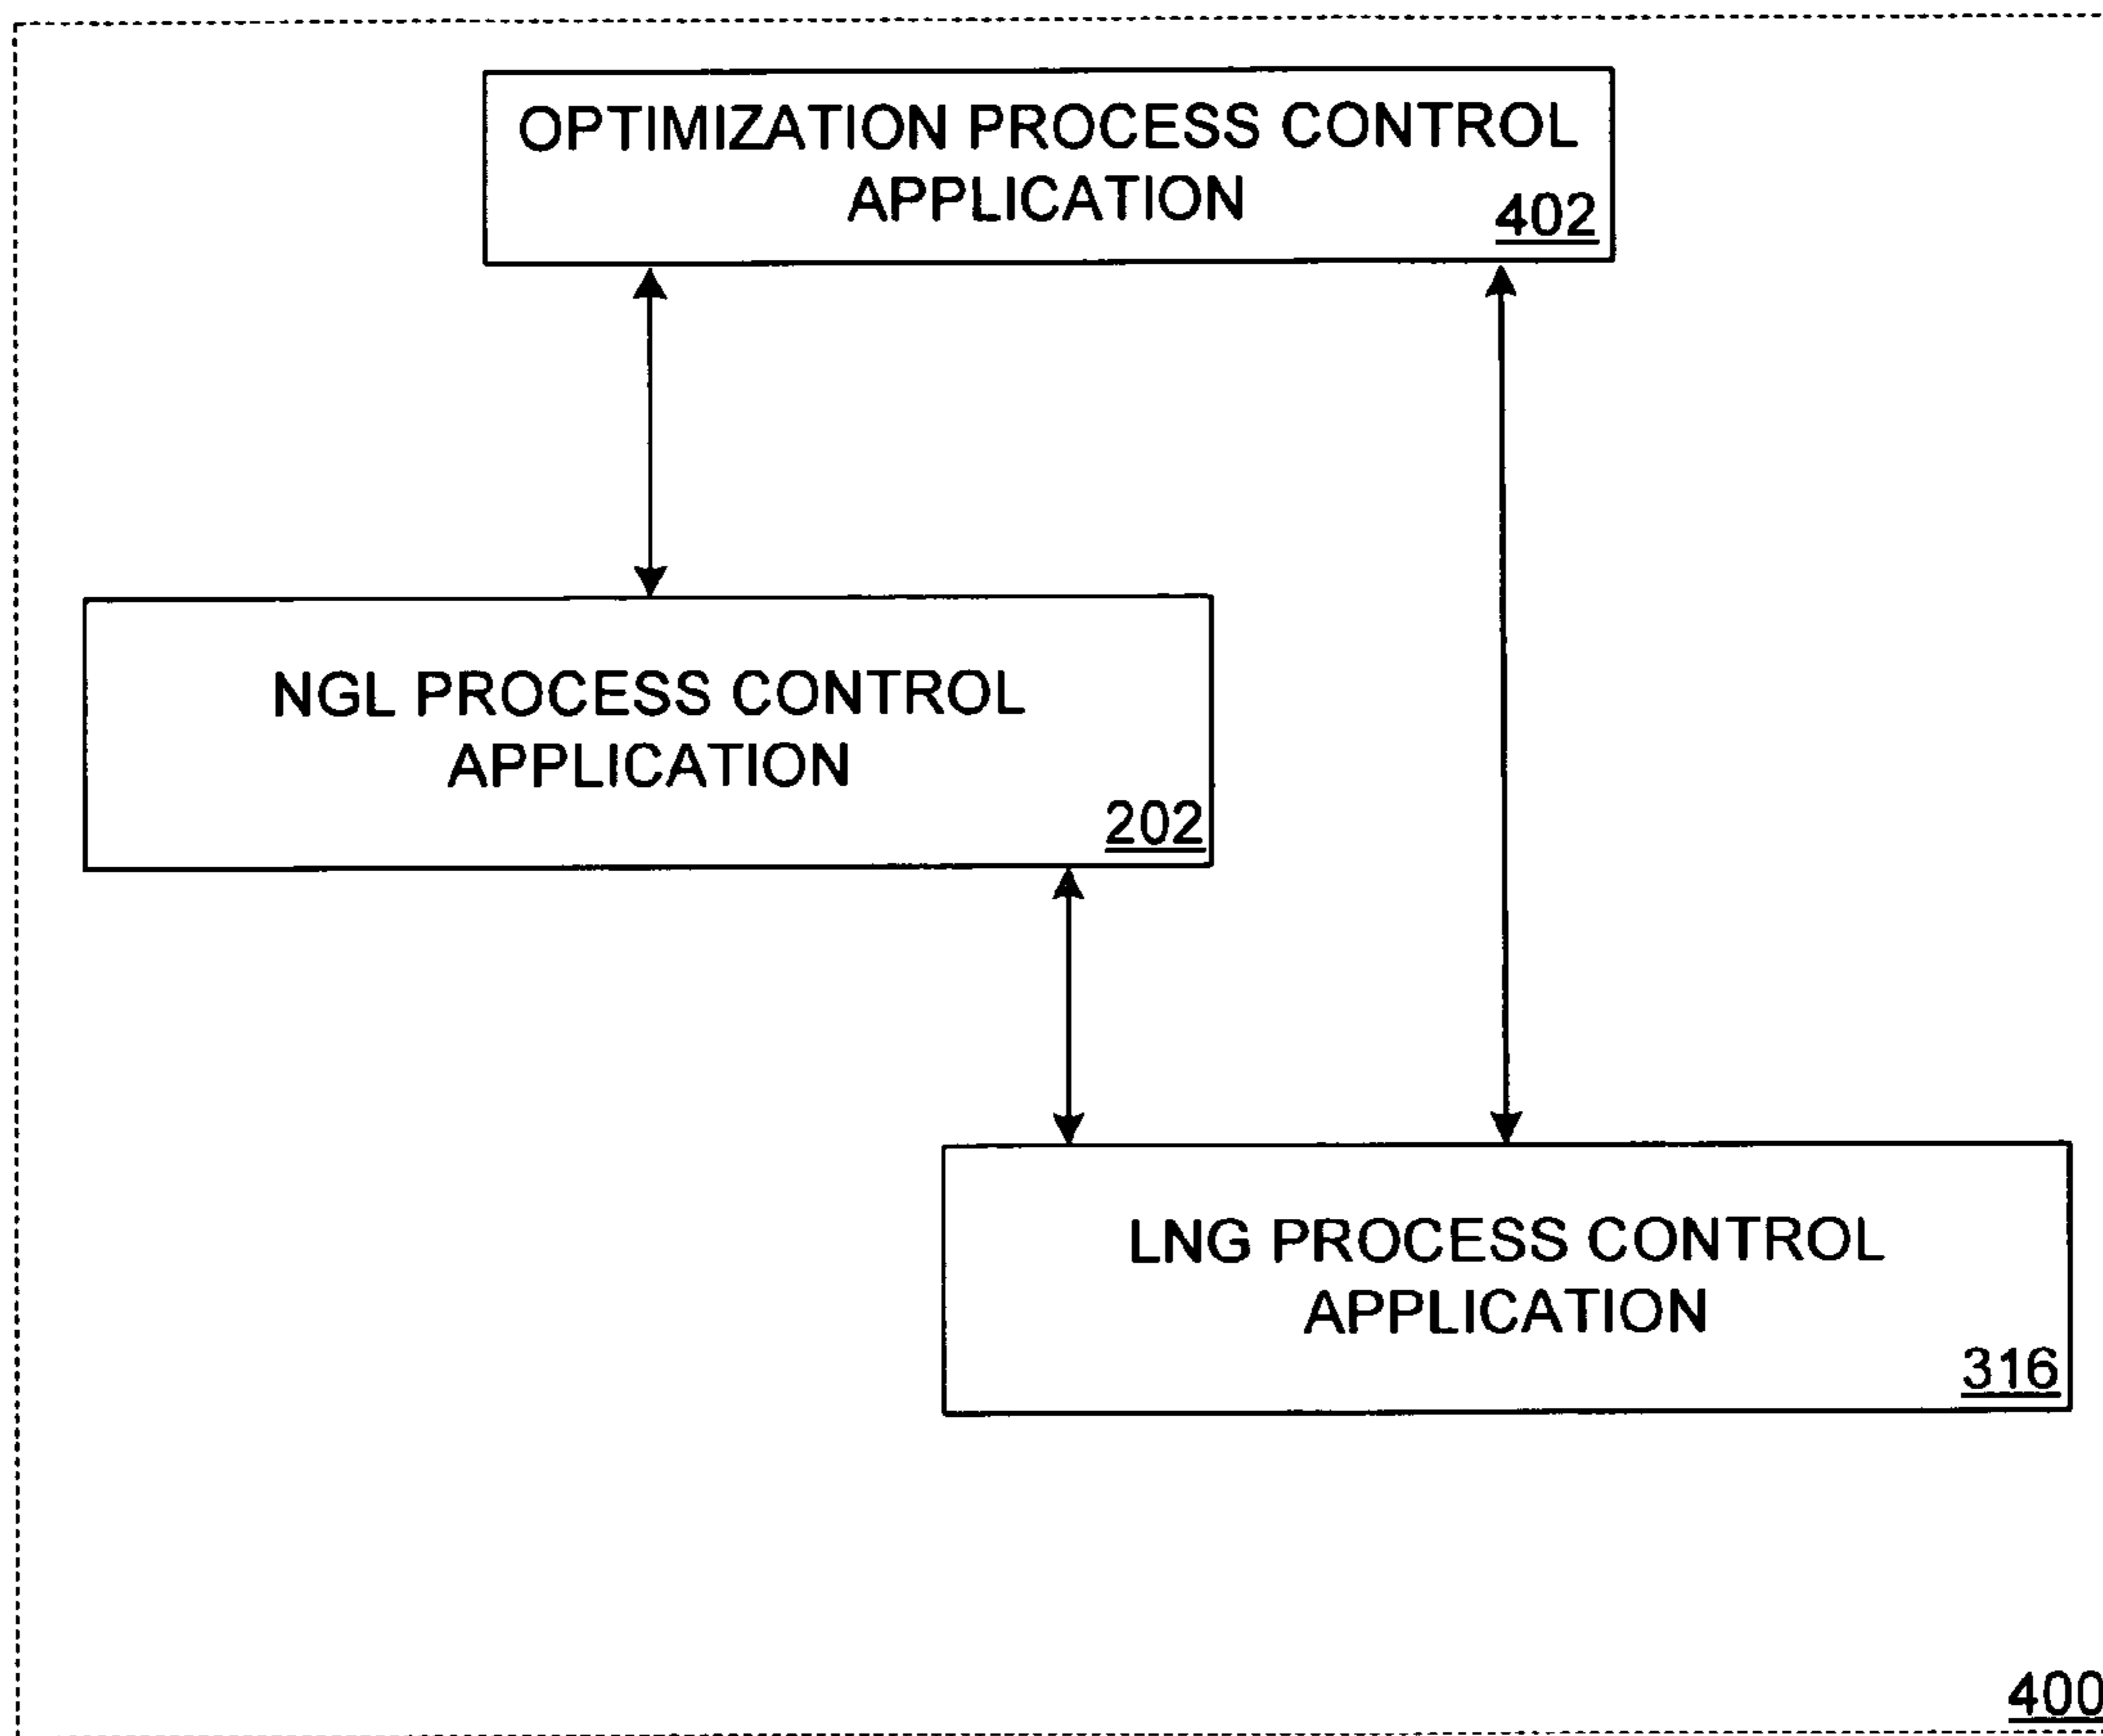 OPTIMIZATION PROCESS CONTROL
APPLICATION
402
NGL PROCESS CONTROL
APPLICATION
202
LNG PROCESS CONTROL
APPLICATION
316
400